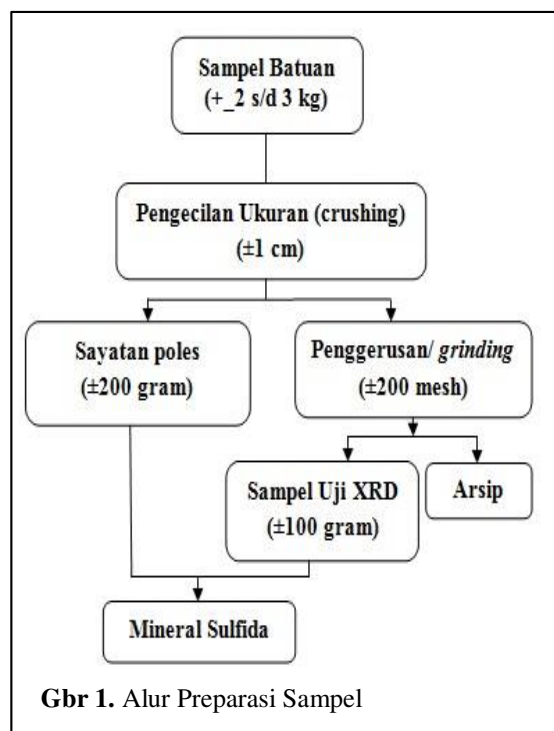 Sampel Batuan
(+_2 s/d 3 kg)
Pengecilan Ukuran (crushing)
(±1 cm)
Sayatan poles
(±200 gram)
Penggerusan/ grinding
(±200 mesh)
Sampel Uji XRD
(±100 gram)
Arsip
Mineral Sulfida
Gbr 1. Alur Preparasi Sampel